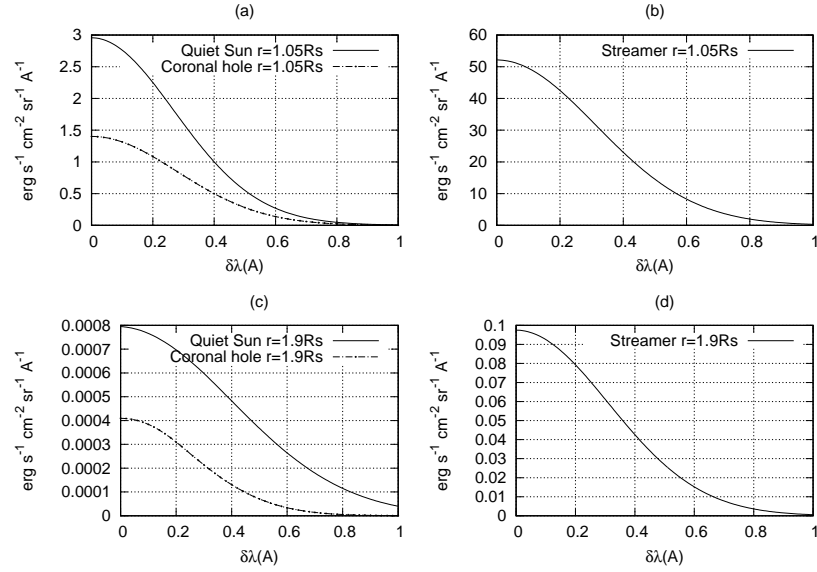 (a)
3
2.5
2
1.5
1
0.5
0
0 0.2 0.4 0.6 0.8 1
erg s⁻¹ cm⁻² sr⁻¹ A⁻¹
δλ(A)
Quiet Sun r=1.05Rs
Coronal hole r=1.05Rs
(b)
60
50
40
30
20
10
0
0 0.2 0.4 0.6 0.8 1
erg s⁻¹ cm⁻² sr⁻¹ A⁻¹
δλ(A)
Streamer r=1.05Rs
(c)
0.0008
0.0007
0.0006
0.0005
0.0004
0.0003
0.0002
0.0001
0
0 0.2 0.4 0.6 0.8 1
erg s⁻¹ cm⁻² sr⁻¹ A⁻¹
δλ(A)
Quiet Sun r=1.9Rs
Coronal hole r=1.9Rs
(d)
0.1
0.09
0.08
0.07
0.06
0.05
0.04
0.03
0.02
0.01
0
0 0.2 0.4 0.6 0.8 1
erg s⁻¹ cm⁻² sr⁻¹ A⁻¹
δλ(A)
Streamer r=1.9Rs